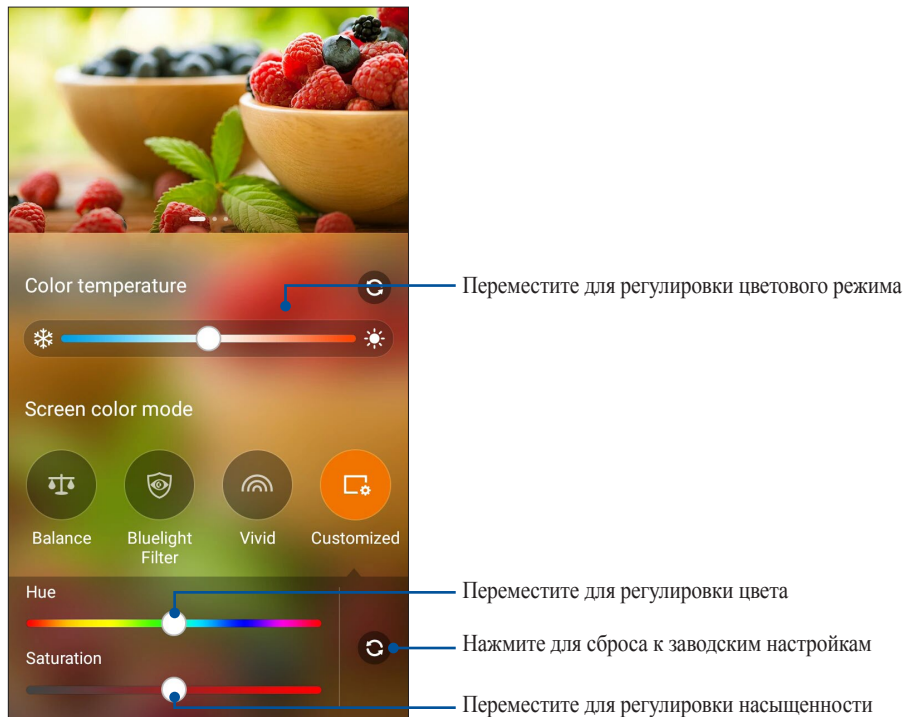 Color temperature
Переместите для регулировки цветового режима
Screen color mode
Balance
Bluelight
Filter
Vivid
Customized
Hue
Переместите для регулировки цвета
Нажмите для сброса к заводским настройкам
Saturation
Переместите для регулировки насыщенности